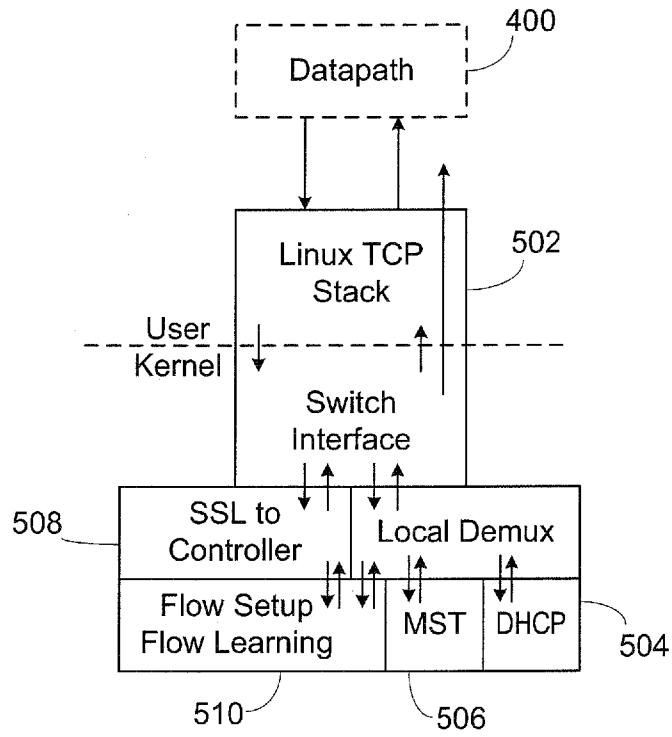 400
Datapath
Linux TCP
Stack
502
User
Kernel
Switch
Interface
508
SSL to
Controller
Local Demux
Flow Setup
Flow Learning
MST
DHCP
504
510
506